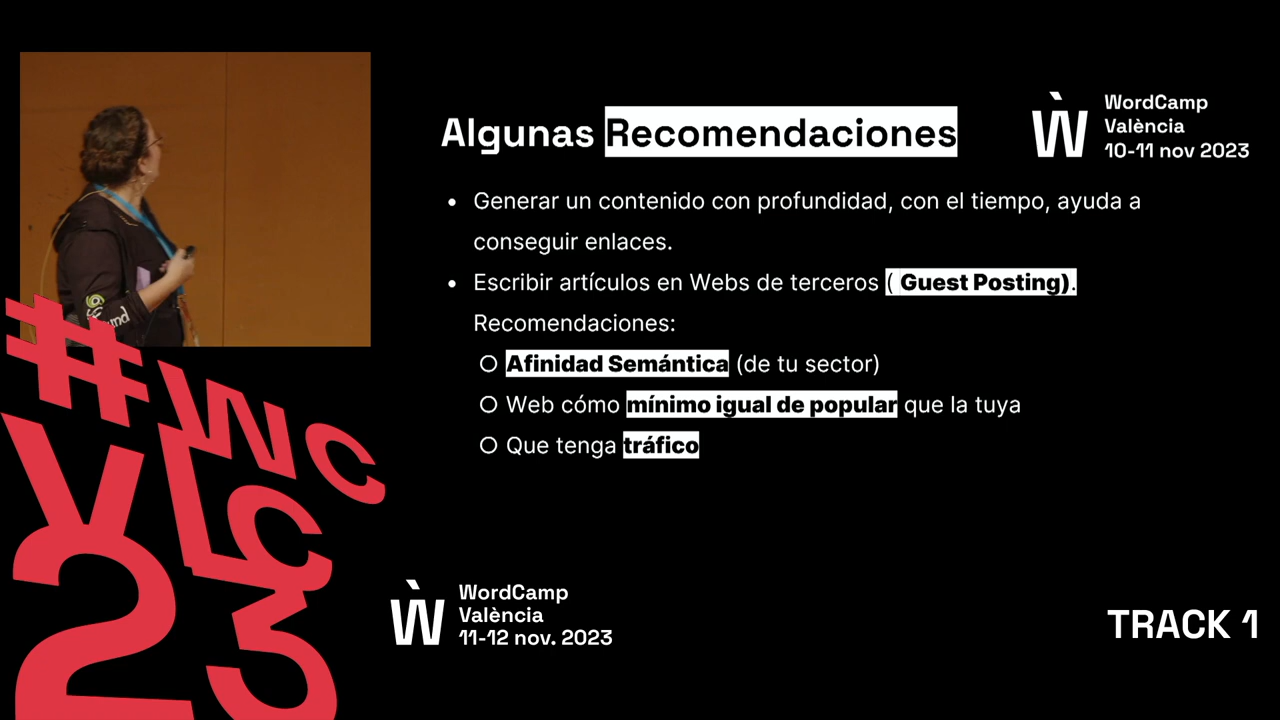 Algunas Recomendaciones
WordCamp
València
10-11 nov 2023
• Generar un contenido con profundidad, con el tiempo, ayuda a
conseguir enlaces.
• Escribir artículos en Webs de terceros ( Guest Posting).
Recomendaciones:
○ Afinidad Semántica (de tu sector)
○ Web cómo mínimo igual de popular que la tuya
○ Que tenga tráfico
#WC
VLC
23
WordCamp
València
11-12 nov. 2023
TRACK 1